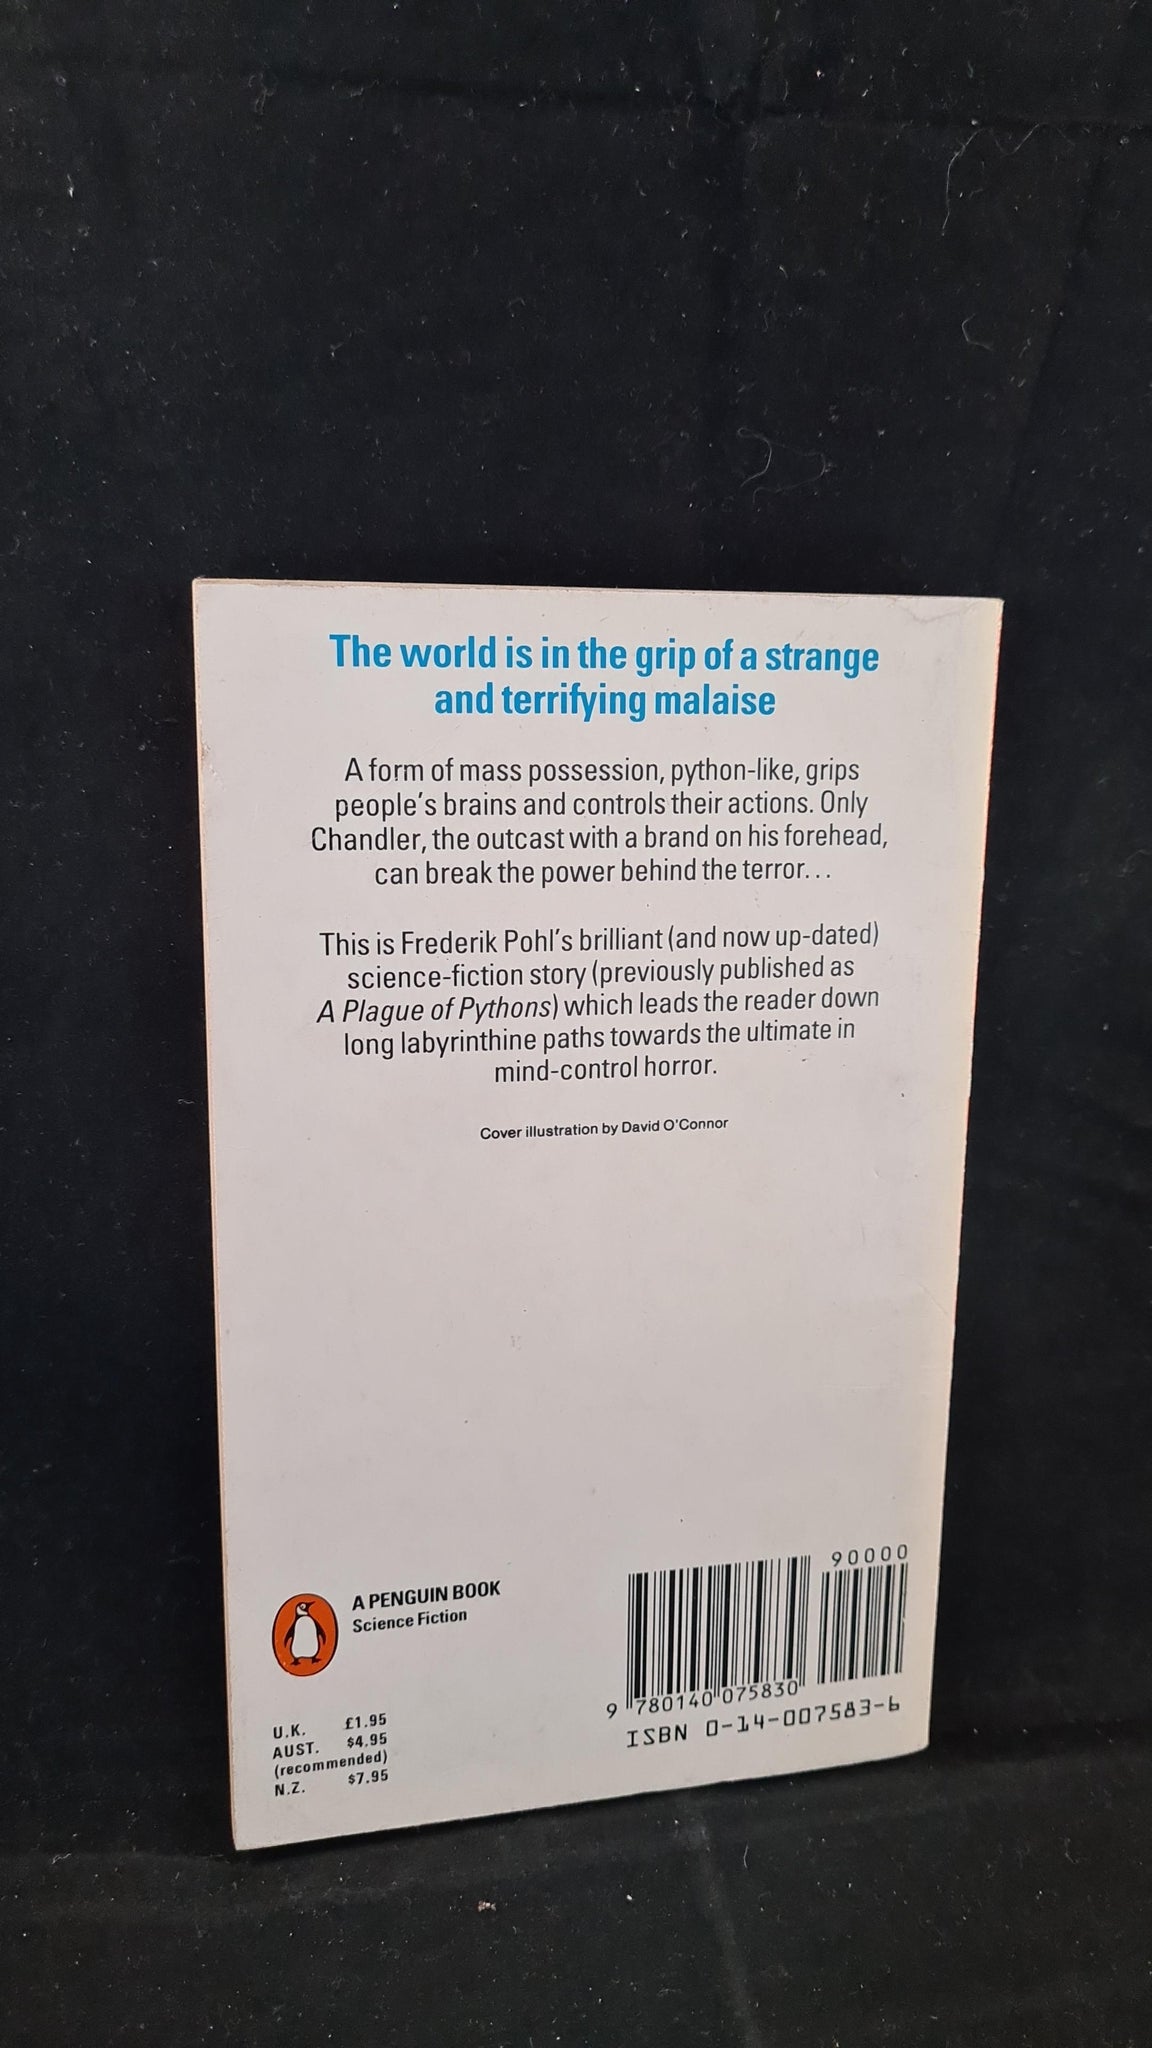 The world is in the grip of a strange
and terrifying malaise
A form of mass possession, python-like, grips
people's brains and controls their actions. Only
Chandler, the outcast with a brand on his forehead,
can break the power behind the terror...
This is Frederik Pohl's brilliant (and now up-dated)
science-fiction story (previously published as
A Plague of Pythons) which leads the reader down
long labyrinthine paths towards the ultimate in
mind-control horror.
Cover illustration by David O'Connor
A PENGUIN BOOK
Science Fiction
U.K. £1.95
AUST. $4.95
(recommended)
N.Z. $7.95
90000
9 780140 075830
ISBN 0-14-007583-6